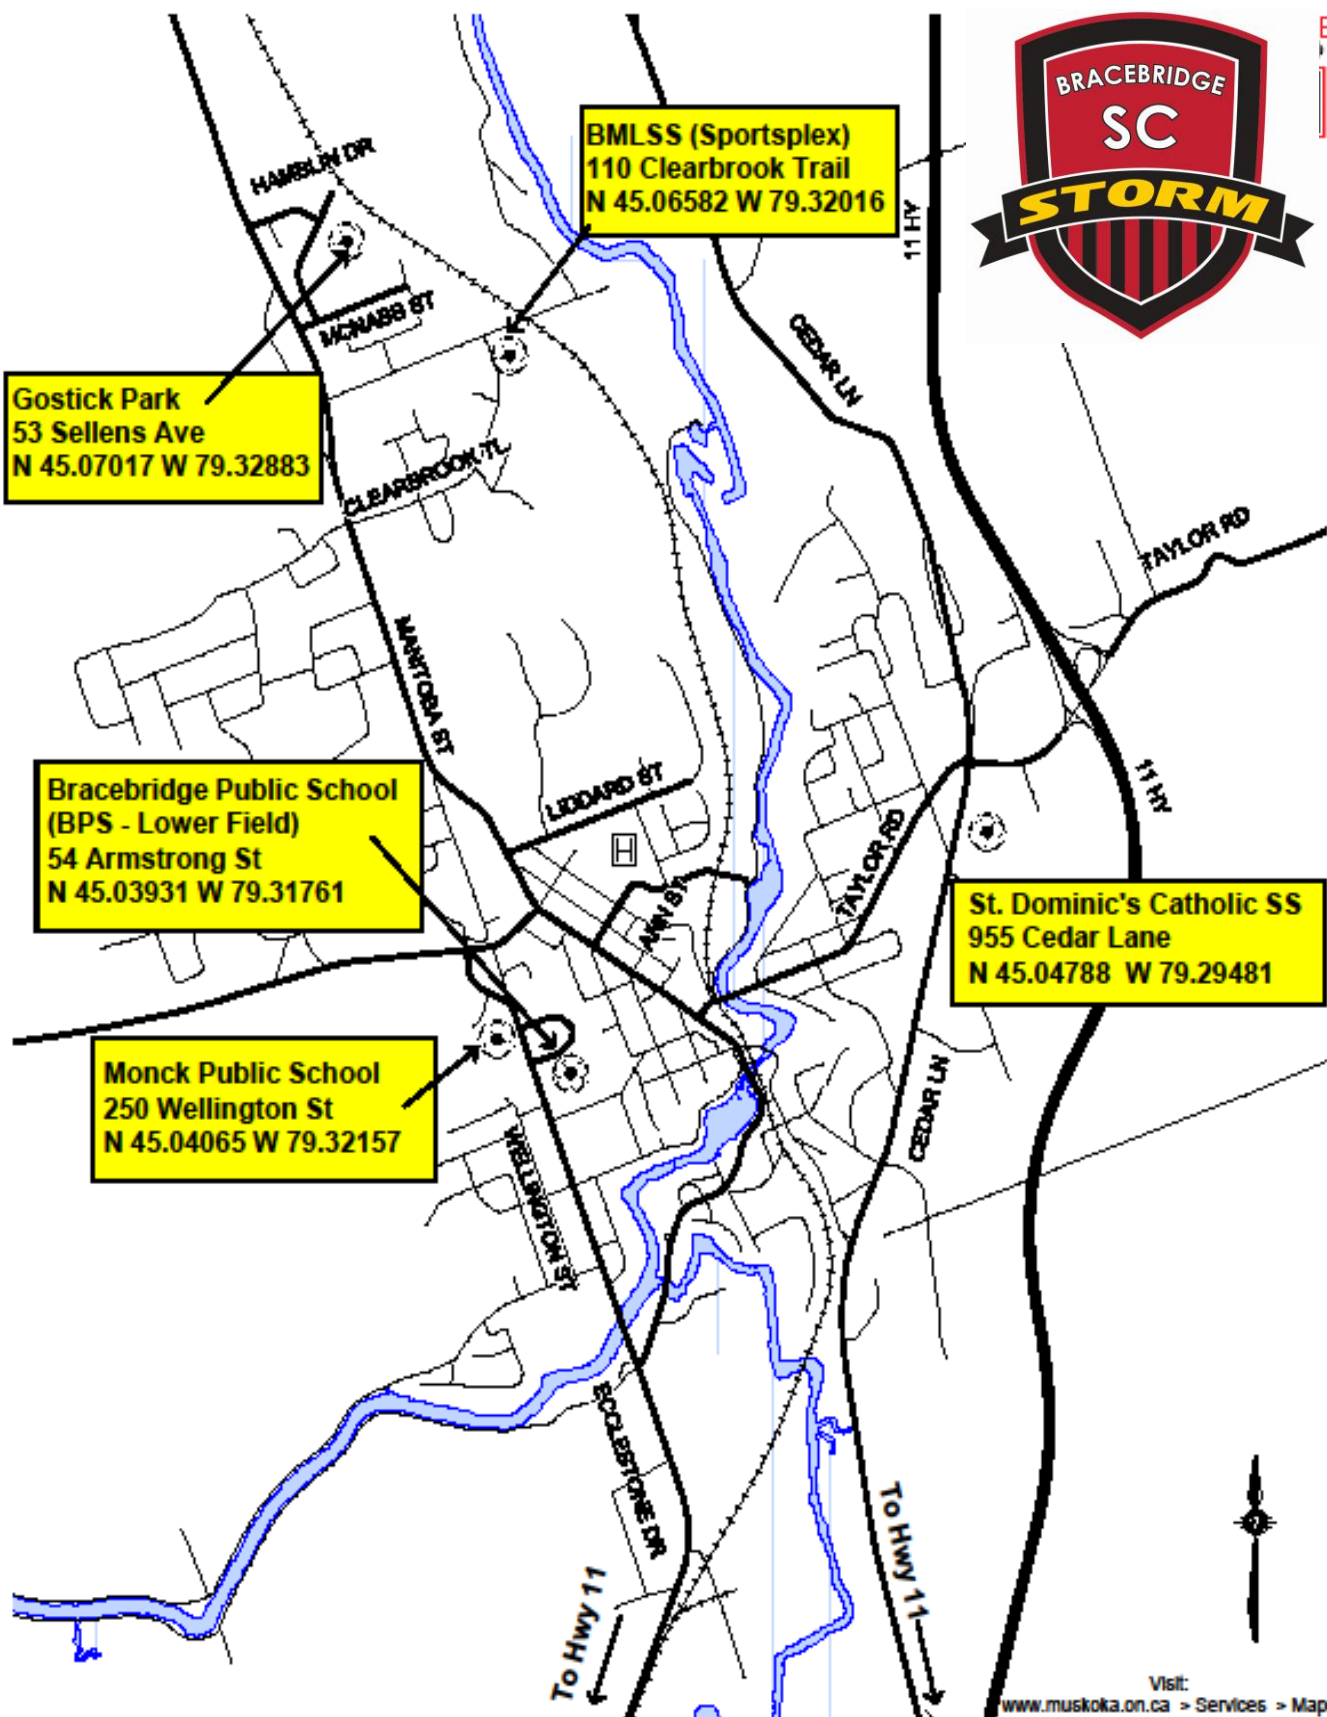 BRACEBRIDGE
SC
STORM
BMLSS (Sportsplex)
110 Clearbrook Trail
N 45.06582 W 79.32016
HAMBLIN DR
11 HY
MCNABB ST
CEDAR LN
Gostick Park
53 Sellens Ave
N 45.07017 W 79.32883
CLEARBROOK TL
TAYLOR RD
MANITOBA ST
11 HY
Bracebridge Public School
(BPS - Lower Field)
54 Armstrong St
N 45.03931 W 79.31761
LIDDARD ST
H
TAYLOR RD
ANN ST
St. Dominic's Catholic SS
955 Cedar Lane
N 45.04788 W 79.29481
Monck Public School
250 Wellington St
N 45.04065 W 79.32157
CEDAR LN
WELLINGTON ST
ECCLESTONE DR
To Hwy 11
To Hwy 11
Visit:
www.muskoka.on.ca > Services > Map